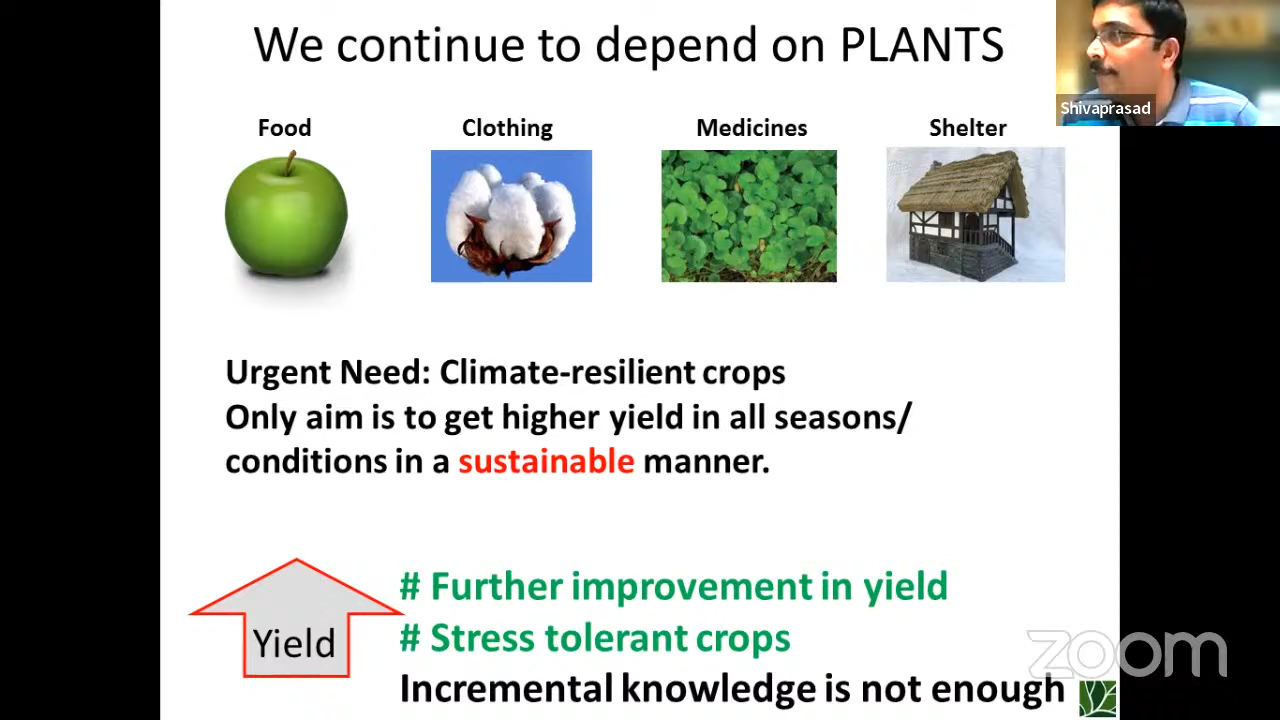 We continue to depend on PLANTS
Shivaprasad
Food Clothing Medicines Shelter
Urgent Need: Climate-resilient crops
Only aim is to get higher yield in all seasons/
conditions in a sustainable manner.
Yield
# Further improvement in yield
# Stress tolerant crops
Incremental knowledge is not enough
zoom